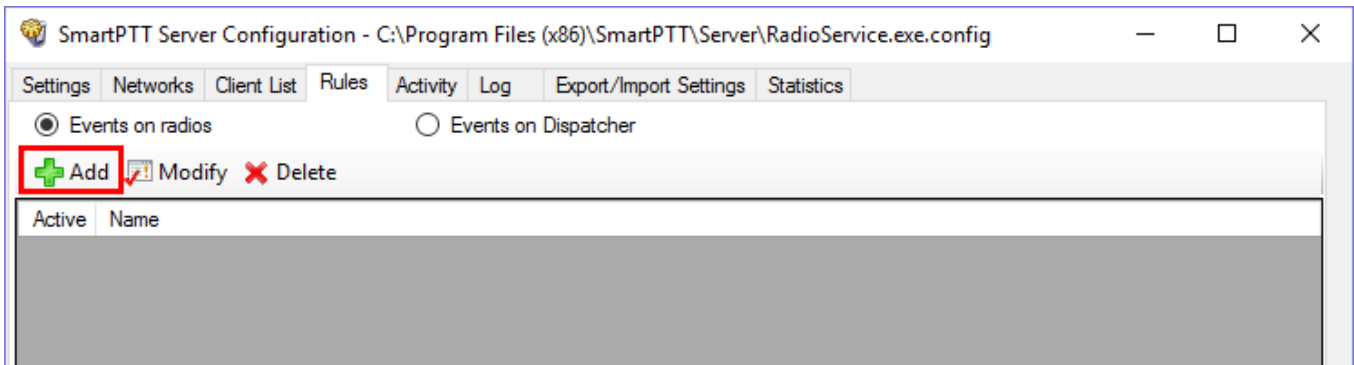 SmartPTT Server Configuration - C:\Program Files (x86)\SmartPTT\Server\RadioService.exe.config
Settings Networks Client List Rules Activity Log Export/Import Settings Statistics
Events on radios Events on Dispatcher
Add Modify Delete
Active Name